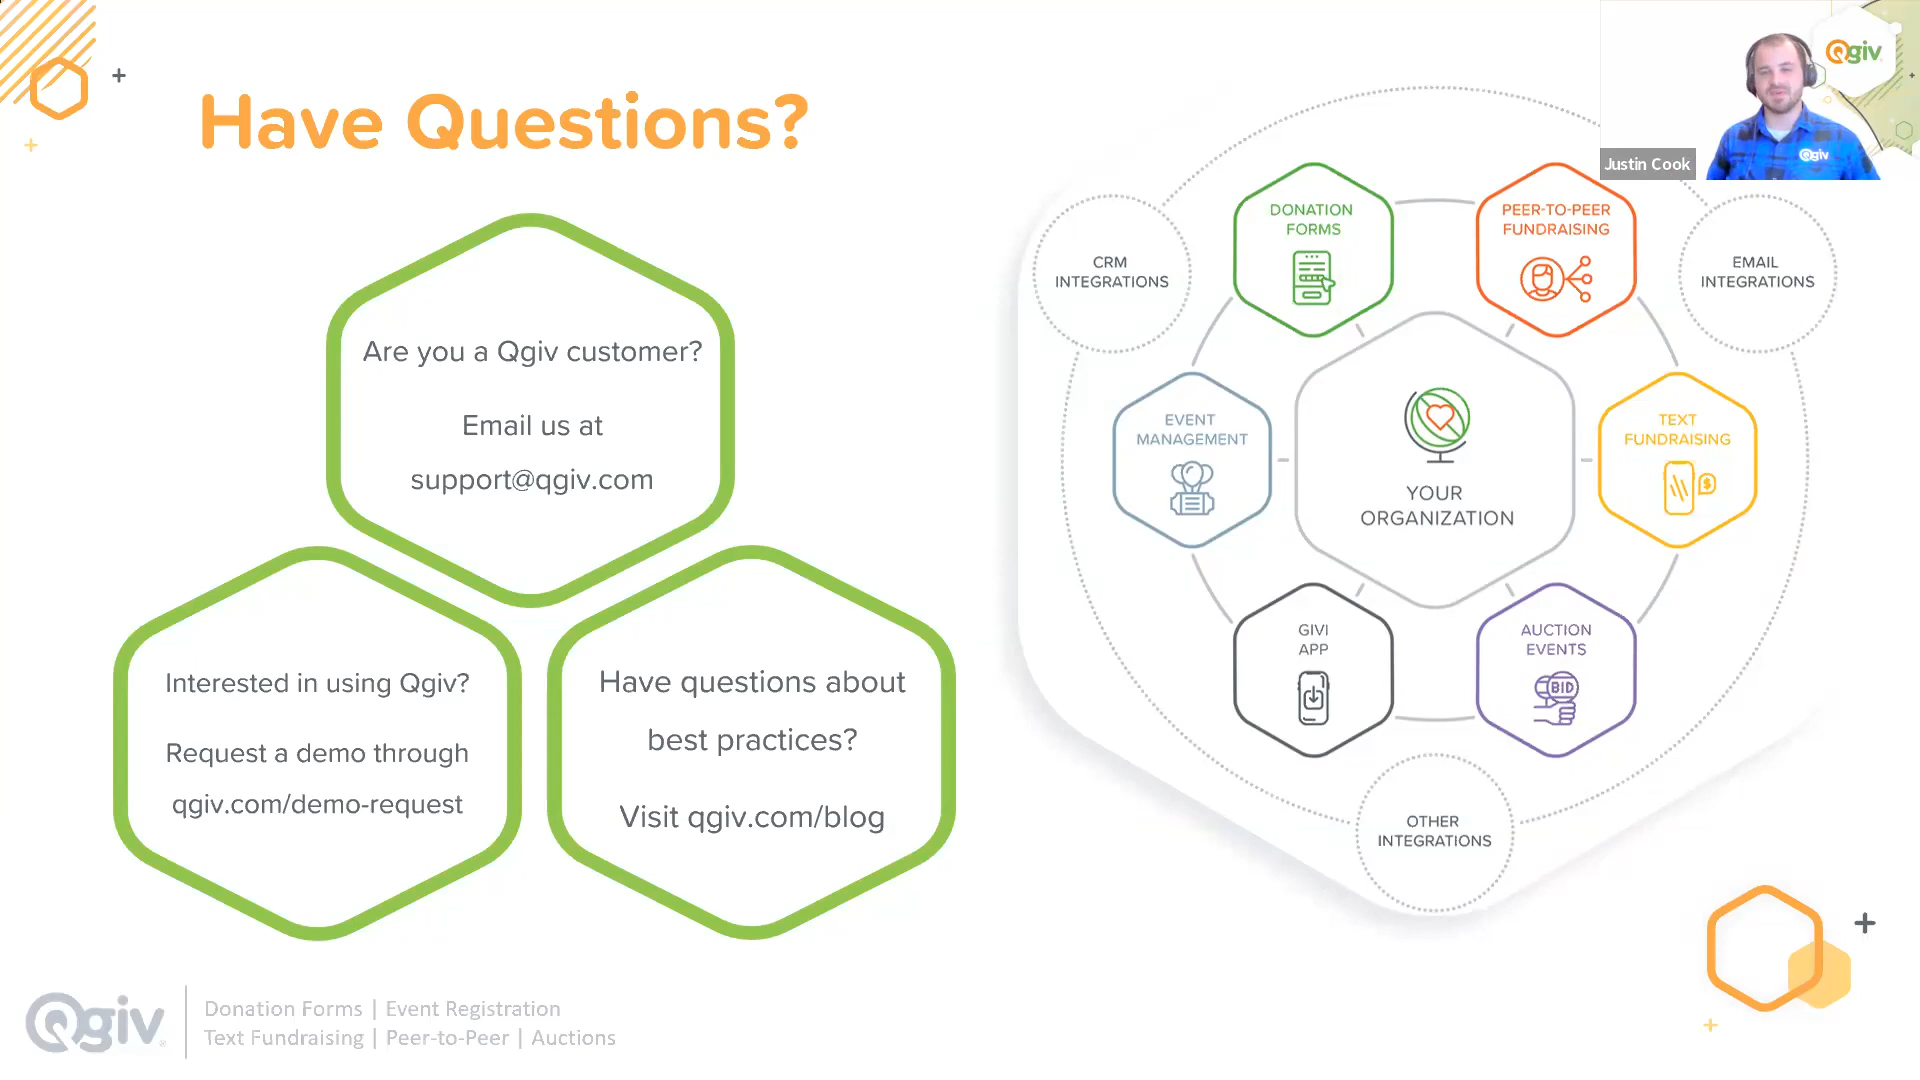 Have Questions?
Are you a Qgiv customer?
Email us at
support@qgiv.com
Interested in using Qgiv?
Request a demo through
qgiv.com/demo-request
Have questions about
best practices?
Visit qgiv.com/blog
Qgiv
Justin Cook
Qgiv
DONATION
FORMS
PEER-TO-PEER
FUNDRAISING
CRM
INTEGRATIONS
EMAIL
INTEGRATIONS
EVENT
MANAGEMENT
TEXT
FUNDRAISING
YOUR
ORGANIZATION
GIVI
APP
AUCTION
EVENTS
BID
OTHER
INTEGRATIONS
Qgiv
Donation Forms | Event Registration
Text Fundraising | Peer-to-Peer | Auctions